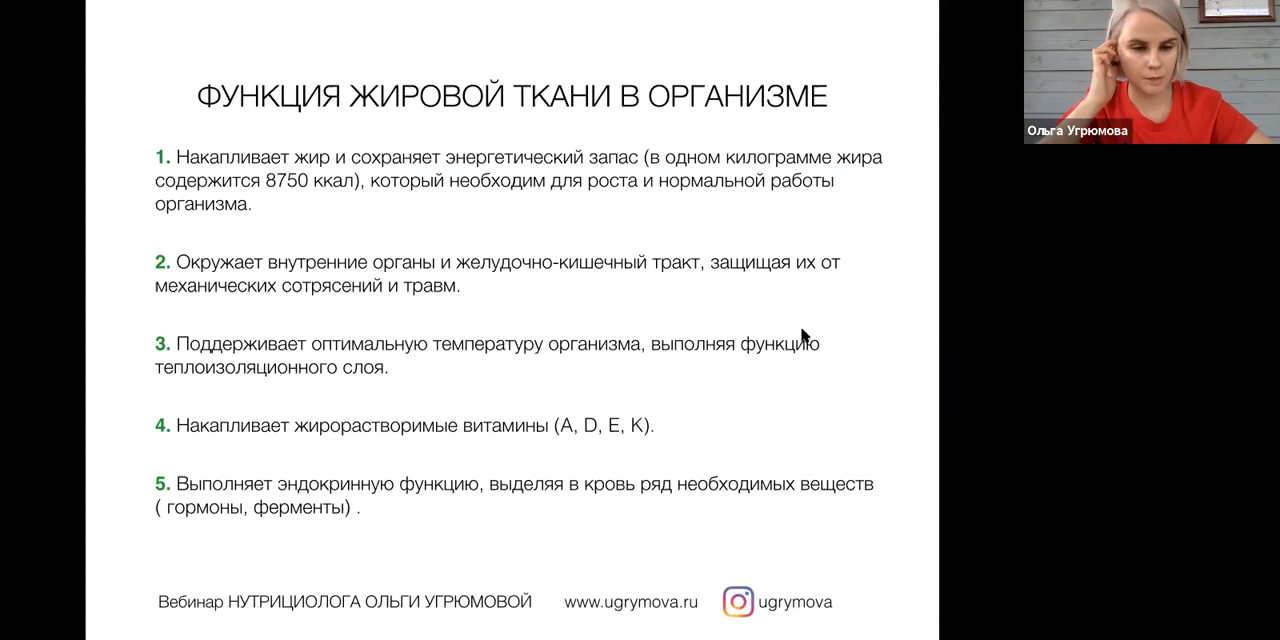 ФУНКЦИЯ ЖИРОВОЙ ТКАНИ В ОРГАНИЗМЕ
1. Накапливает жир и сохраняет энергетический запас (в одном килограмме жира
содержится 8750 ккал), который необходим для роста и нормальной работы
организма.
2. Окружает внутренние органы и желудочно-кишечный тракт, защищая их от
механических сотрясений и травм.
3. Поддерживает оптимальную температуру организма, выполняя функцию
теплоизоляционного слоя.
4. Накапливает жирорастворимые витамины (A, D, E, K).
5. Выполняет эндокринную функцию, выделяя в кровь ряд необходимых веществ
( гормоны, ферменты) .
Вебинар НУТРИЦИОЛОГА ОЛЬГИ УГРЮМОВОЙ www.ugrymova.ru ugrymova
Ольга Угрюмова